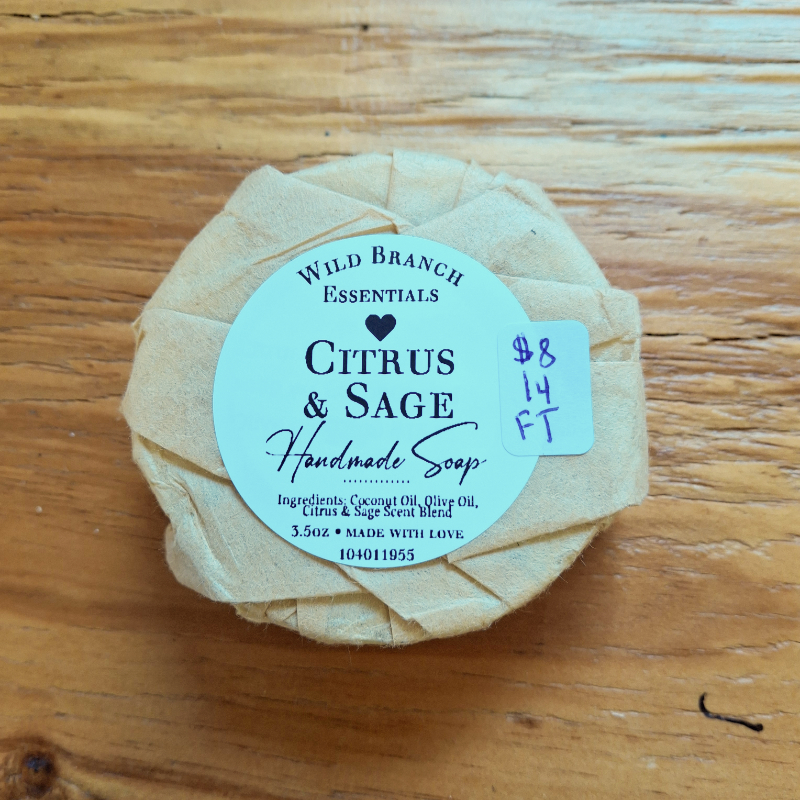 WILD BRANCH
ESSENTIALS
CITRUS
& SAGE
Handmade Soap
Ingredients: Coconut Oil, Olive Oil,
Citrus & Sage Scent Blend
3.5OZ • MADE WITH LOVE
104011955
$8
14
FT